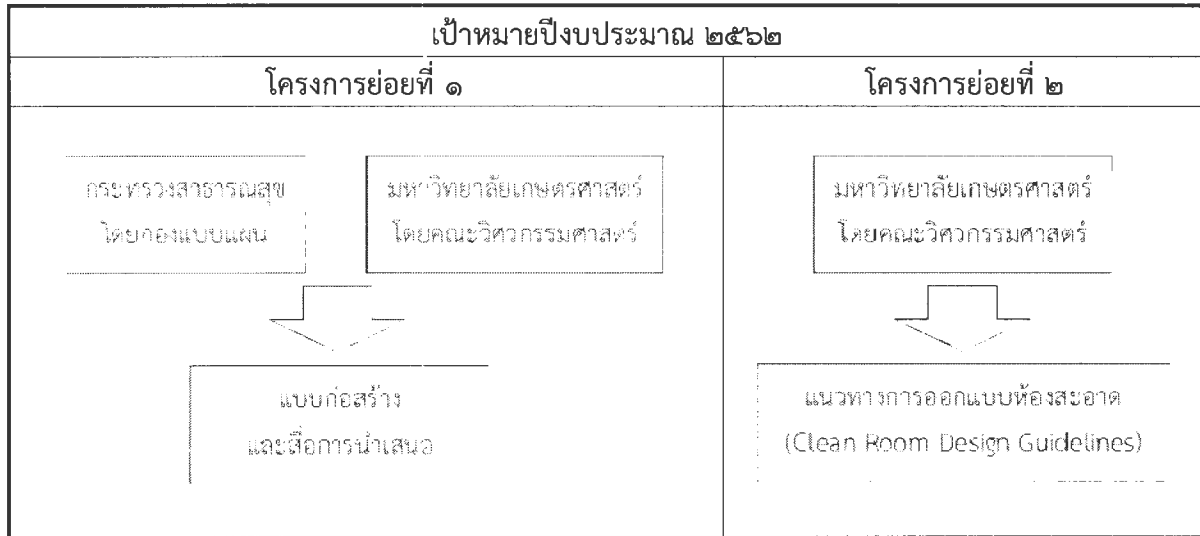 เป้าหมายปีงบประมาณ ๒๕๖๒
โครงการย่อยที่ ๑
โครงการย่อยที่ ๒
กระทรวงสาธารณสุข
โดยกองแบบแผน
มหาวิทยาลัยเกษตรศาสตร์
โดยคณะวิศวกรรมศาสตร์
มหาวิทยาลัยเกษตรศาสตร์
โดยคณะวิศวกรรมศาสตร์
แบบก่อสร้าง
และสื่อการนำเสนอ
แนวทางการออกแบบห้องสะอาด
(Clean Room Design Guidelines)